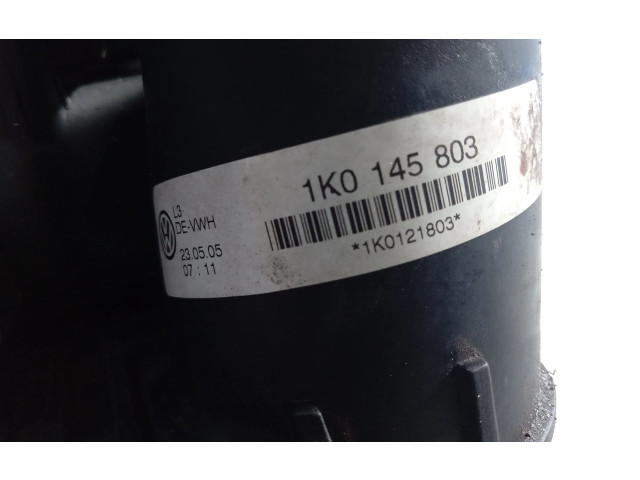 1K0 145 803
*1K0121803*
L3-
DE-VWH
23.05.05
07 : 11